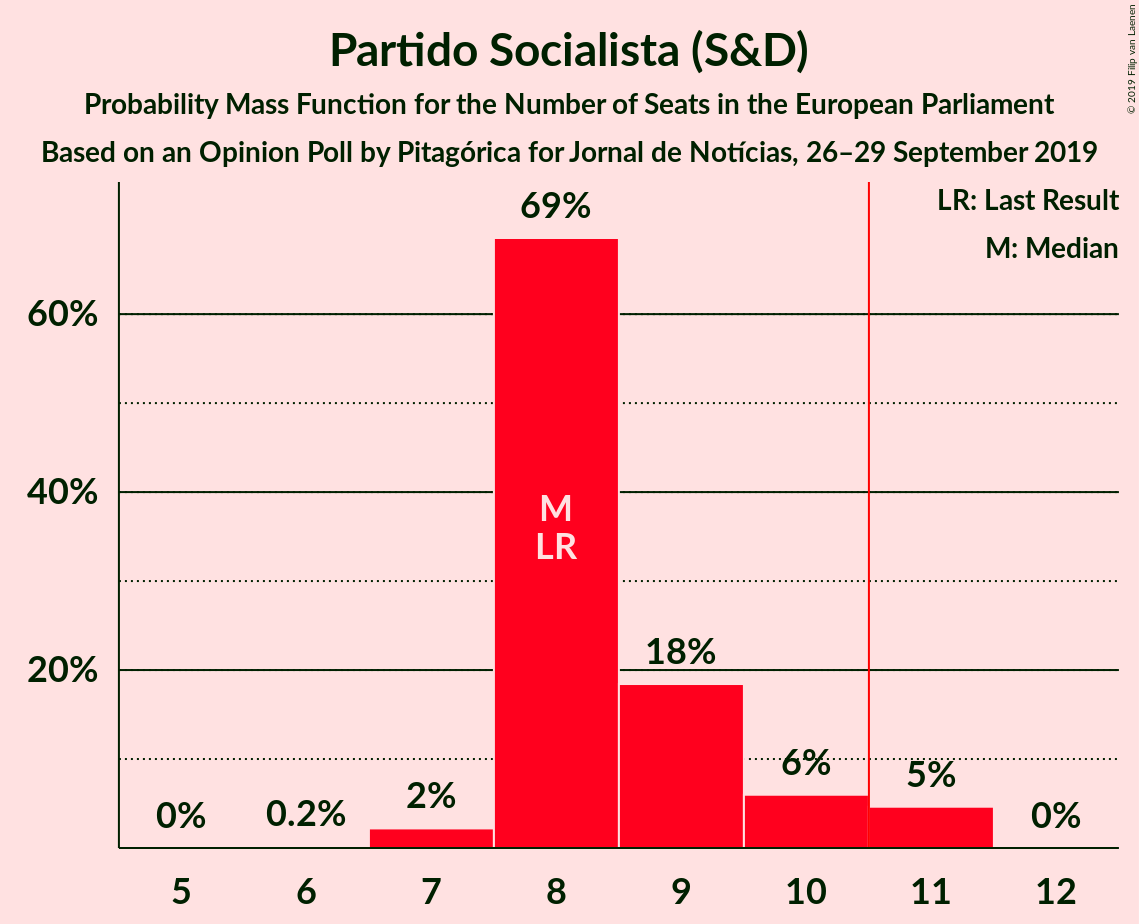 Partido Socialista (S&D)
Probability Mass Function for the Number of Seats in the European Parliament
Based on an Opinion Poll by Pitagórica for Jornal de Notícias, 26–29 September 2019
© 2019 Filip van Laenen
LR: Last Result
M: Median
60%
40%
20%
0%
0.2%
2%
69%
M
LR
18%
6%
5%
0%
5
6
7
8
9
10
11
12